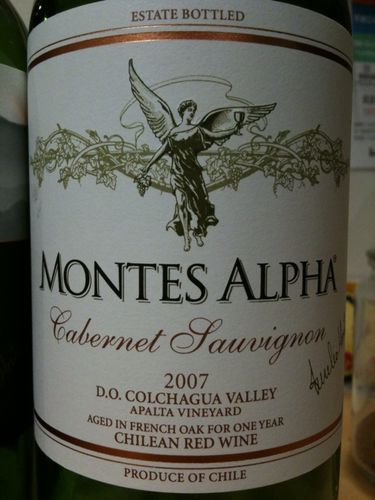 ESTATE BOTTLED
MONTES ALPHA®
Cabernet Sauvignon
2007
D.O. COLCHAGUA VALLEY
APALTA VINEYARD
AGED IN FRENCH OAK FOR ONE YEAR
CHILEAN RED WINE
PRODUCE OF CHILE